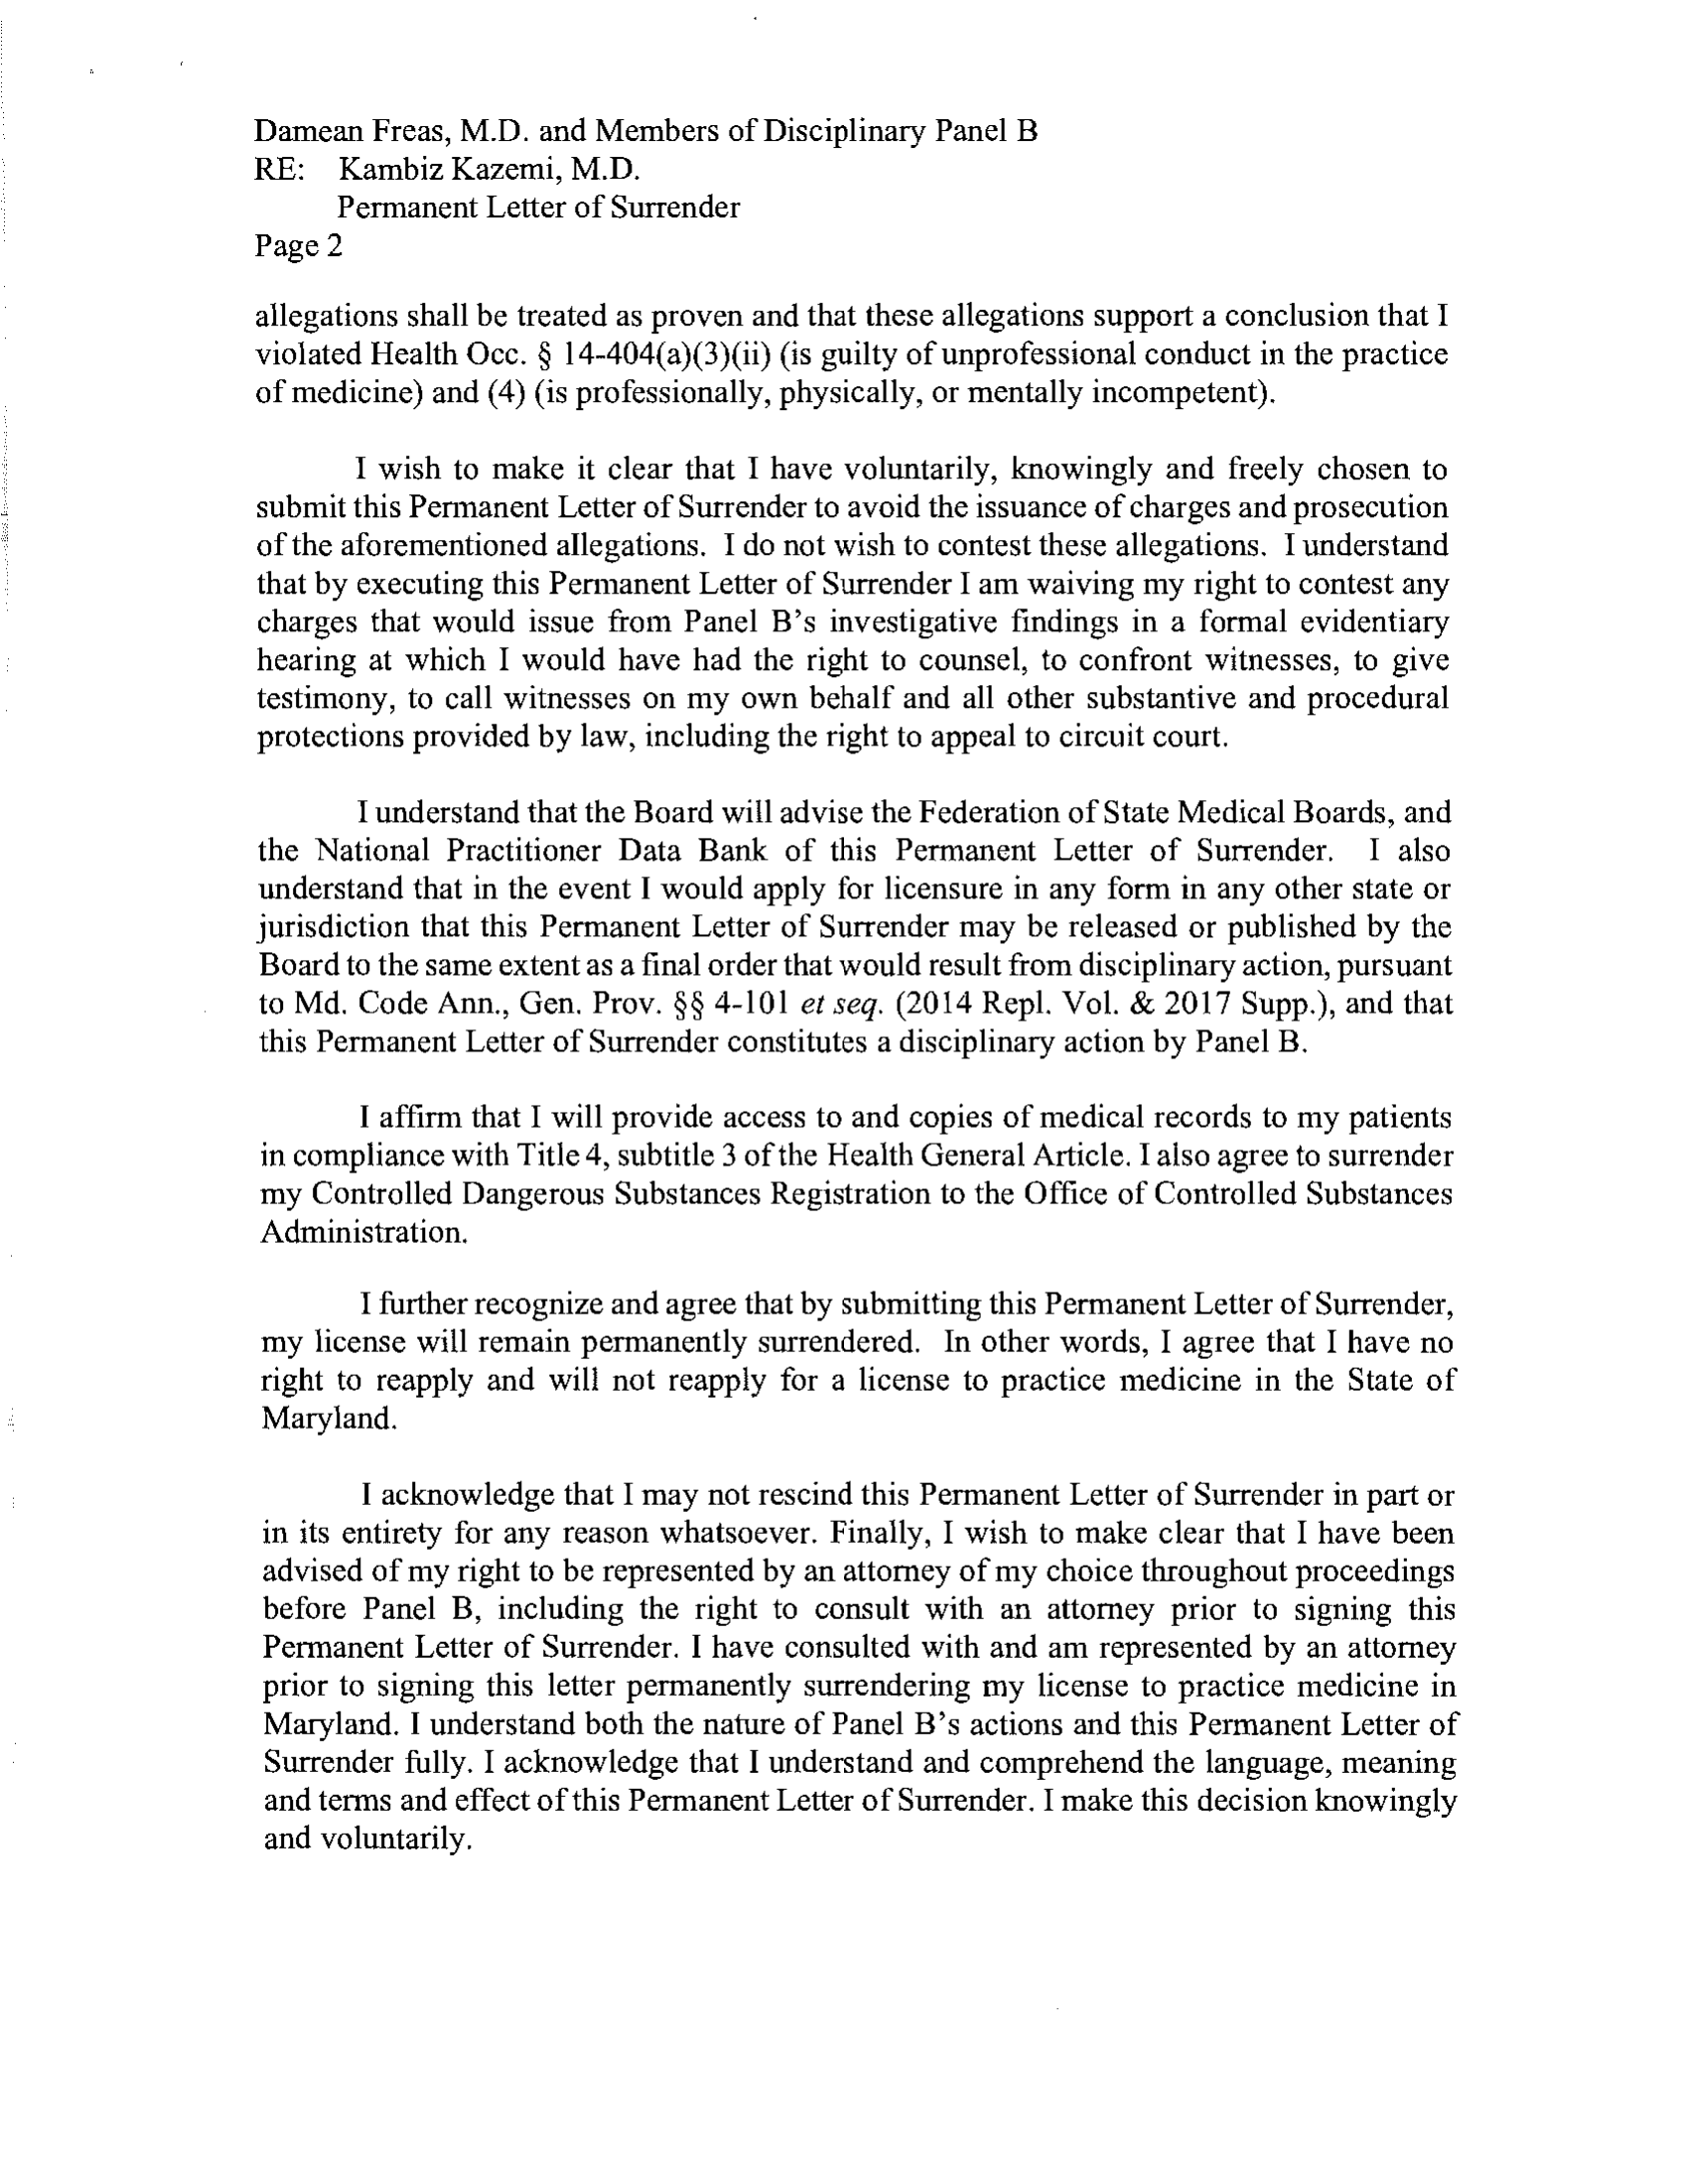 Damean Freas, M.D. and Members of Disciplinary Panel B
RE: Kambiz Kazemi, M.D.
Permanent Letter of Surrender
Page 2
allegations shall be treated as proven and that these allegations support a conclusion that I
violated Health Occ. § 14-404(a)(3)(ii) (is guilty of unprofessional conduct in the practice
of medicine) and (4) (is professionally, physically, or mentally incompetent).
I wish to make it clear that I have voluntarily, knowingly and freely chosen to
submit this Permanent Letter of Surrender to avoid the issuance of charges and prosecution
of the aforementioned allegations. I do not wish to contest these allegations. I understand
that by executing this Permanent Letter of Surrender I am waiving my right to contest any
charges that would issue from Panel B's investigative findings in a formal evidentiary
hearing at which I would have had the right to counsel, to confront witnesses, to give
testimony, to call witnesses on my own behalf and all other substantive and procedural
protections provided by law, including the right to appeal to circuit court.
I understand that the Board will advise the Federation of State Medical Boards, and
the National Practitioner Data Bank of this Permanent Letter of Surrender. I also
understand that in the event I would apply for licensure in any form in any other state or
jurisdiction that this Permanent Letter of Surrender may be released or published by the
Board to the same extent as a final order that would result from disciplinary action, pursuant
to Md. Code Ann., Gen. Prov. §§ 4-101 et seq. (2014 Repl. Vol. & 2017 Supp.), and that
this Permanent Letter of Surrender constitutes a disciplinary action by Panel B.
I affirm that I will provide access to and copies of medical records to my patients
in compliance with Title 4, subtitle 3 of the Health General Article. I also agree to surrender
my Controlled Dangerous Substances Registration to the Office of Controlled Substances
Administration.
I further recognize and agree that by submitting this Permanent Letter of Surrender,
my license will remain permanently surrendered. In other words, I agree that I have no
right to reapply and will not reapply for a license to practice medicine in the State of
Maryland.
I acknowledge that I may not rescind this Permanent Letter of Surrender in part or
in its entirety for any reason whatsoever. Finally, I wish to make clear that I have been
advised of my right to be represented by an attorney of my choice throughout proceedings
before Panel B, including the right to consult with an attorney prior to signing this
Permanent Letter of Surrender. I have consulted with and am represented by an attorney
prior to signing this letter permanently surrendering my license to practice medicine in
Maryland. I understand both the nature of Panel B's actions and this Permanent Letter of
Surrender fully. I acknowledge that I understand and comprehend the language, meaning
and terms and effect of this Permanent Letter of Surrender. I make this decision knowingly
and voluntarily.